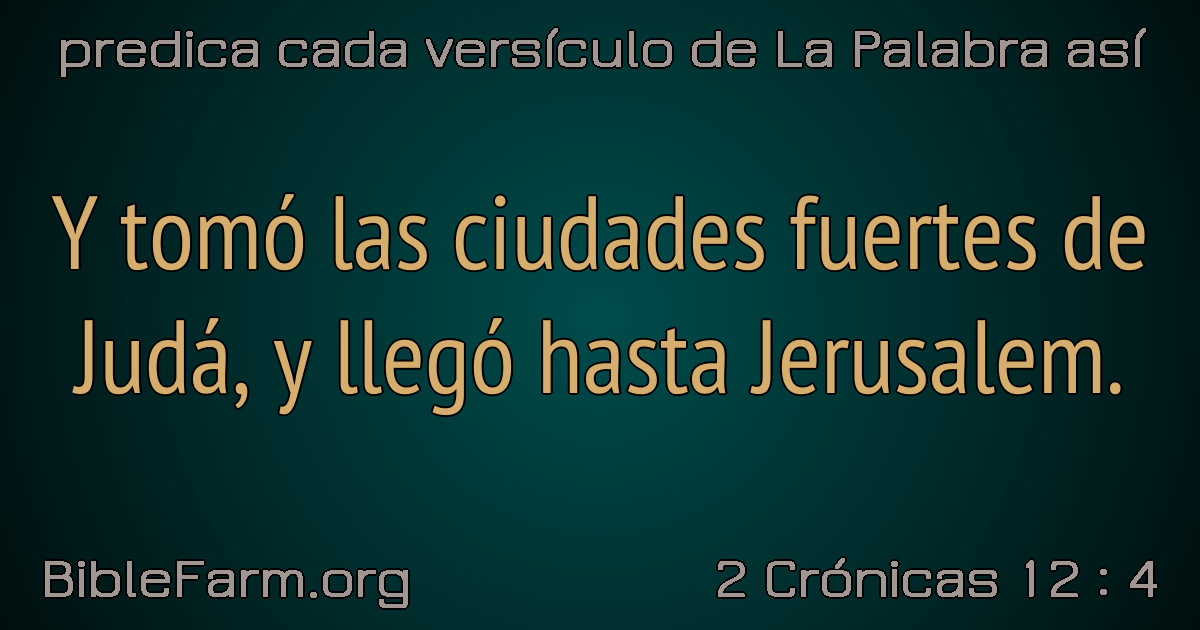 predica cada versículo de La Palabra así
Y tomó las ciudades fuertes de
Judá, y llegó hasta Jerusalem.
BibleFarm.org
2 Crónicas 12 : 4